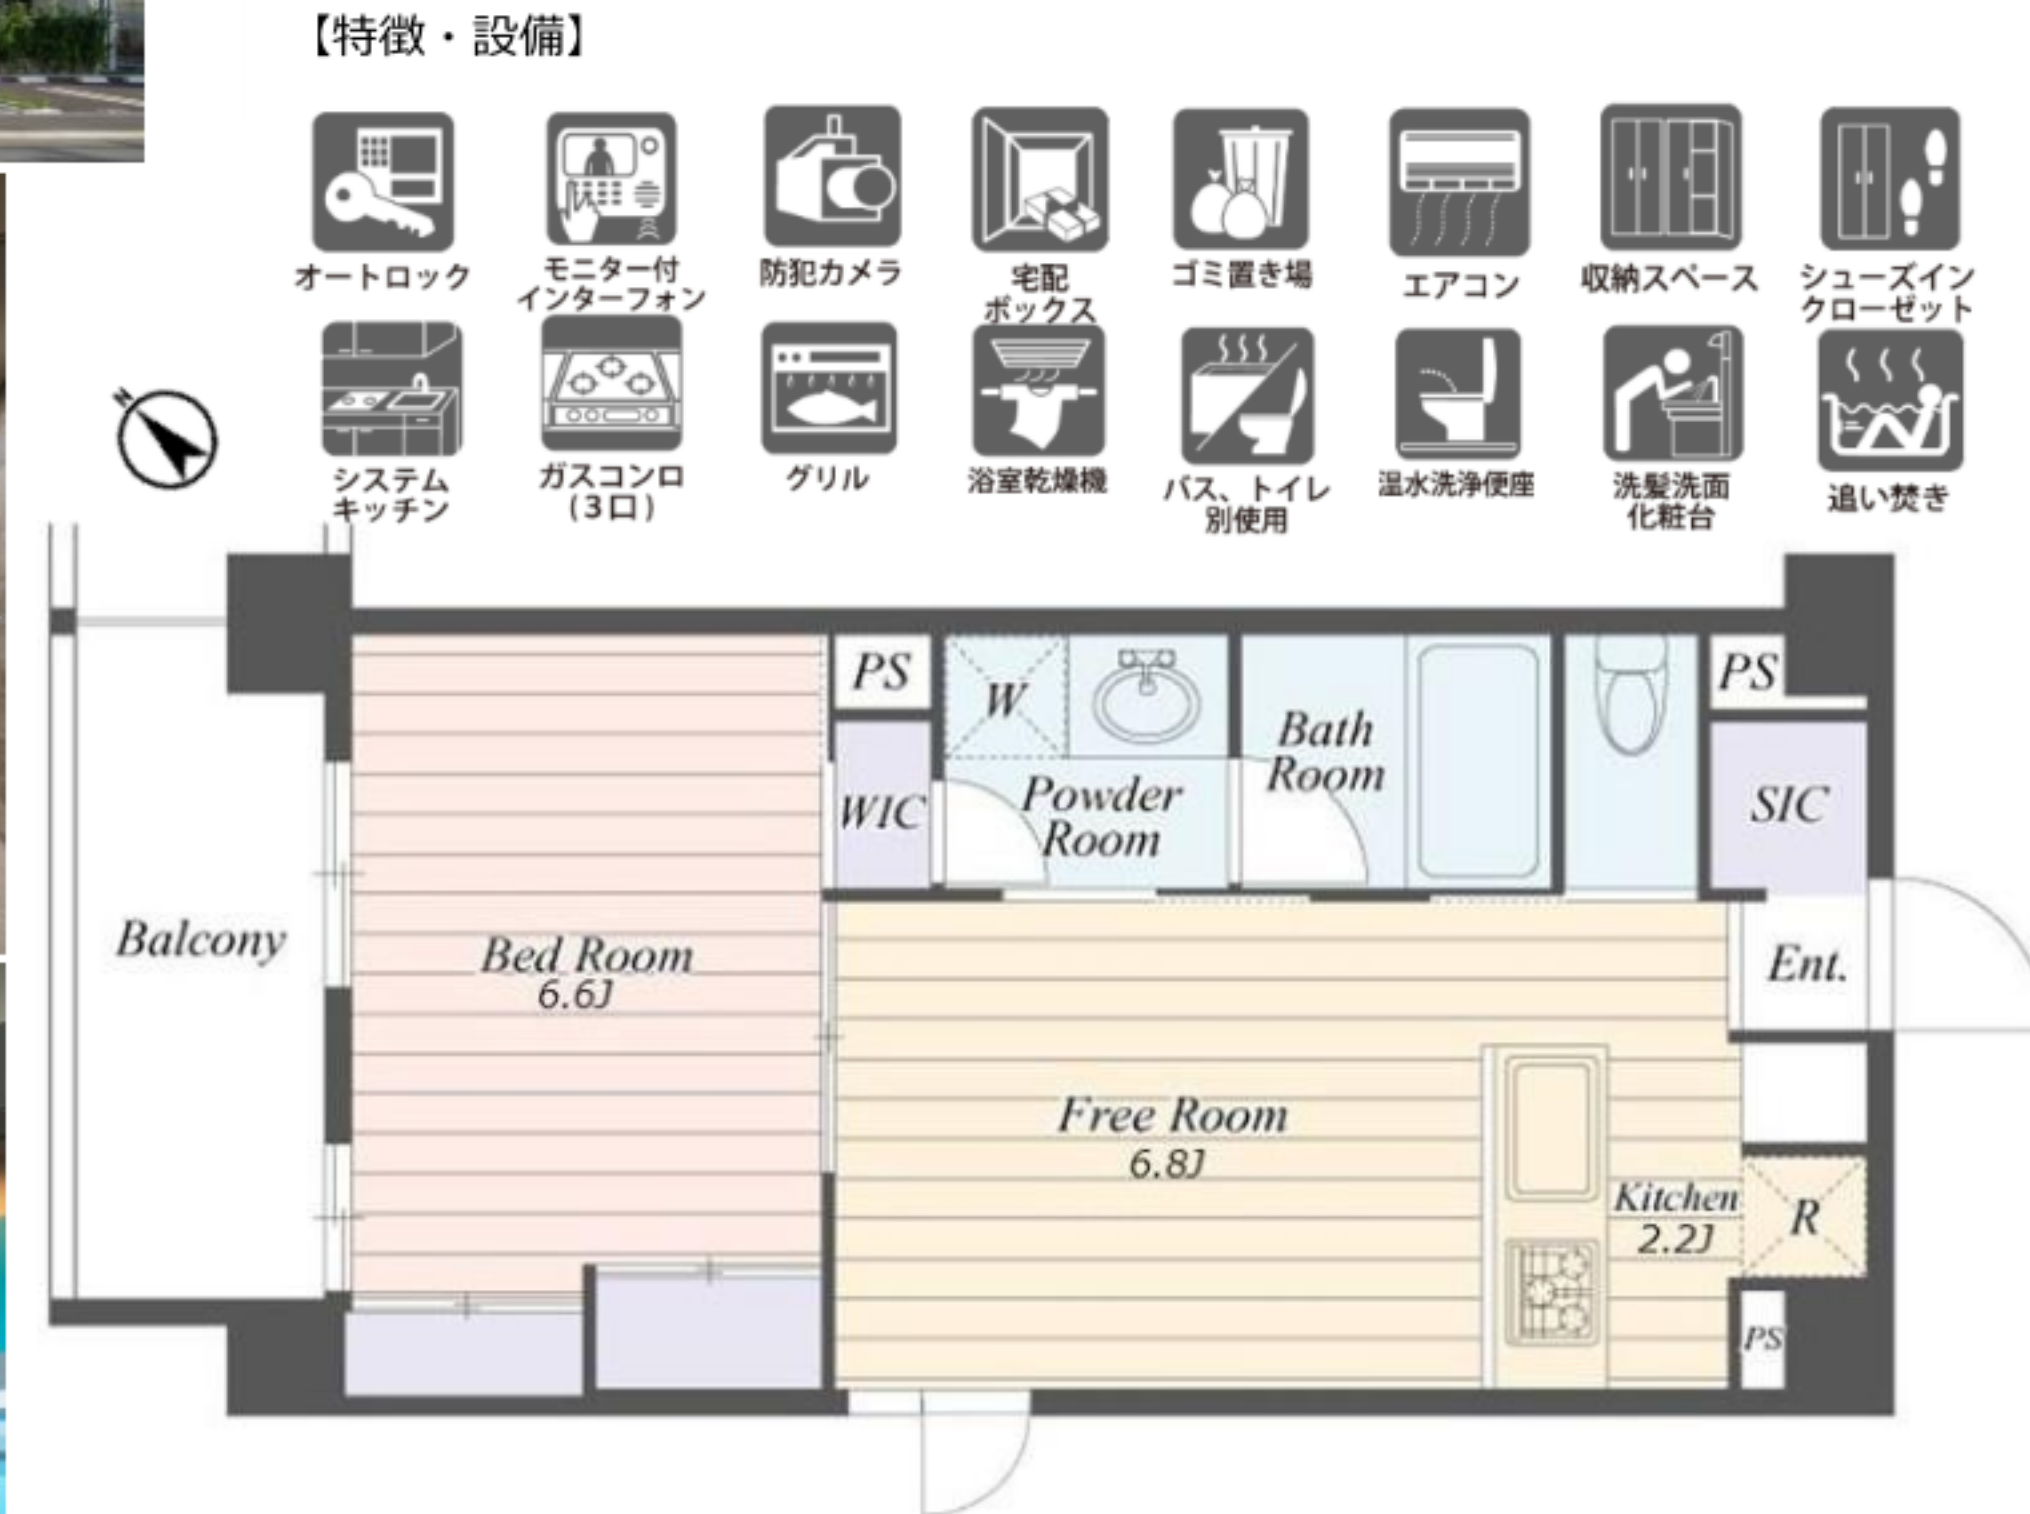 【特徴・設備】
オートロック
モニター付
インターフォン
防犯カメラ
宅配
ボックス
ゴミ置き場
エアコン
収納スペース
シューズイン
クローゼット
システム
キッチン
ガスコンロ
(3口)
グリル
浴室乾燥機
バス、トイレ
別使用
温水洗浄便座
洗髪洗面
化粧台
追い焚き
N
PS
W
Bath
Room
PS
WIC
Powder
Room
SIC
Balcony
Bed Room
6.6J
Ent.
Free Room
6.8J
Kitchen
2.2J
R
PS